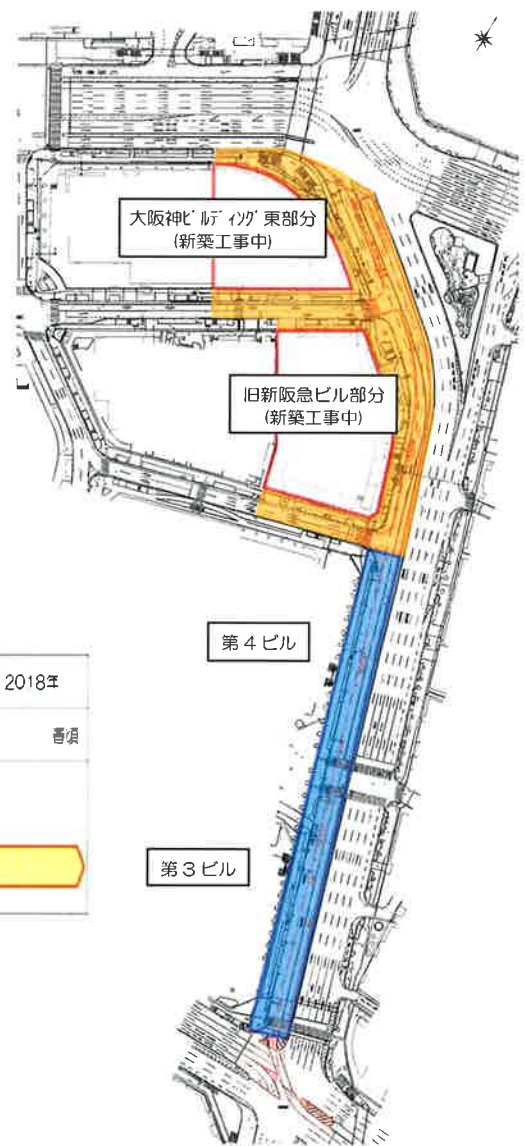 大阪神ビルディング東部分
(新築工事中)
旧新阪急ビル部分
(新築工事中)
第4ビル
2018年
春頃
第3ビル